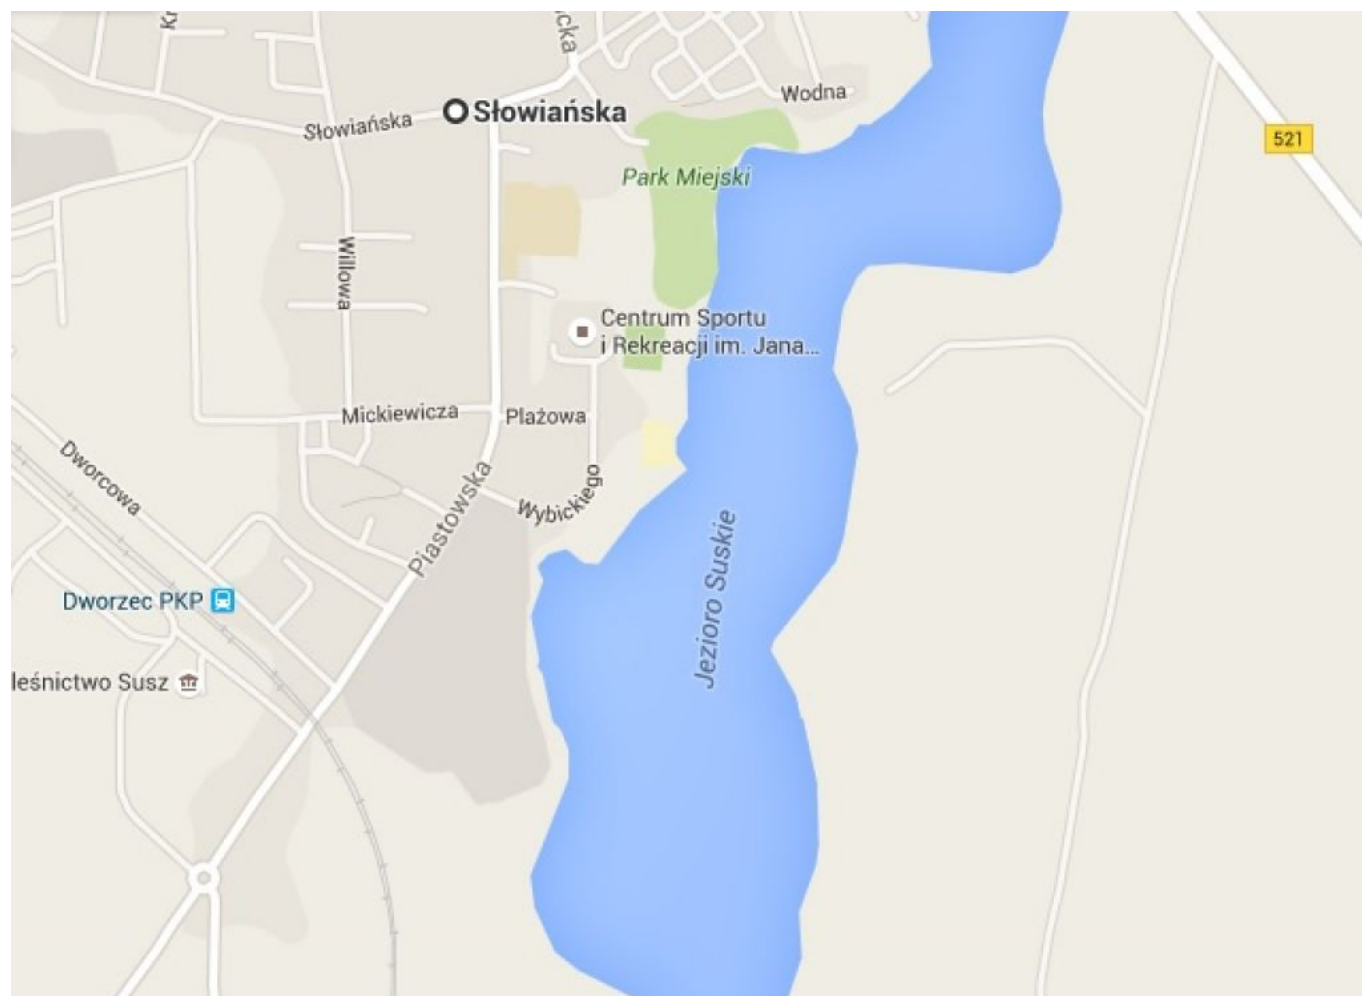 Wodna
Słowiańska
Słowiańska
521
Park Miejski
Willowa
Centrum Sportu
i Rekreacji im. Jana...
Mickiewicza
Plażowa
Dworcowa
Piastowska
Wybickiego
Jezioro Suskie
Dworzec PKP
leśnictwo Susz